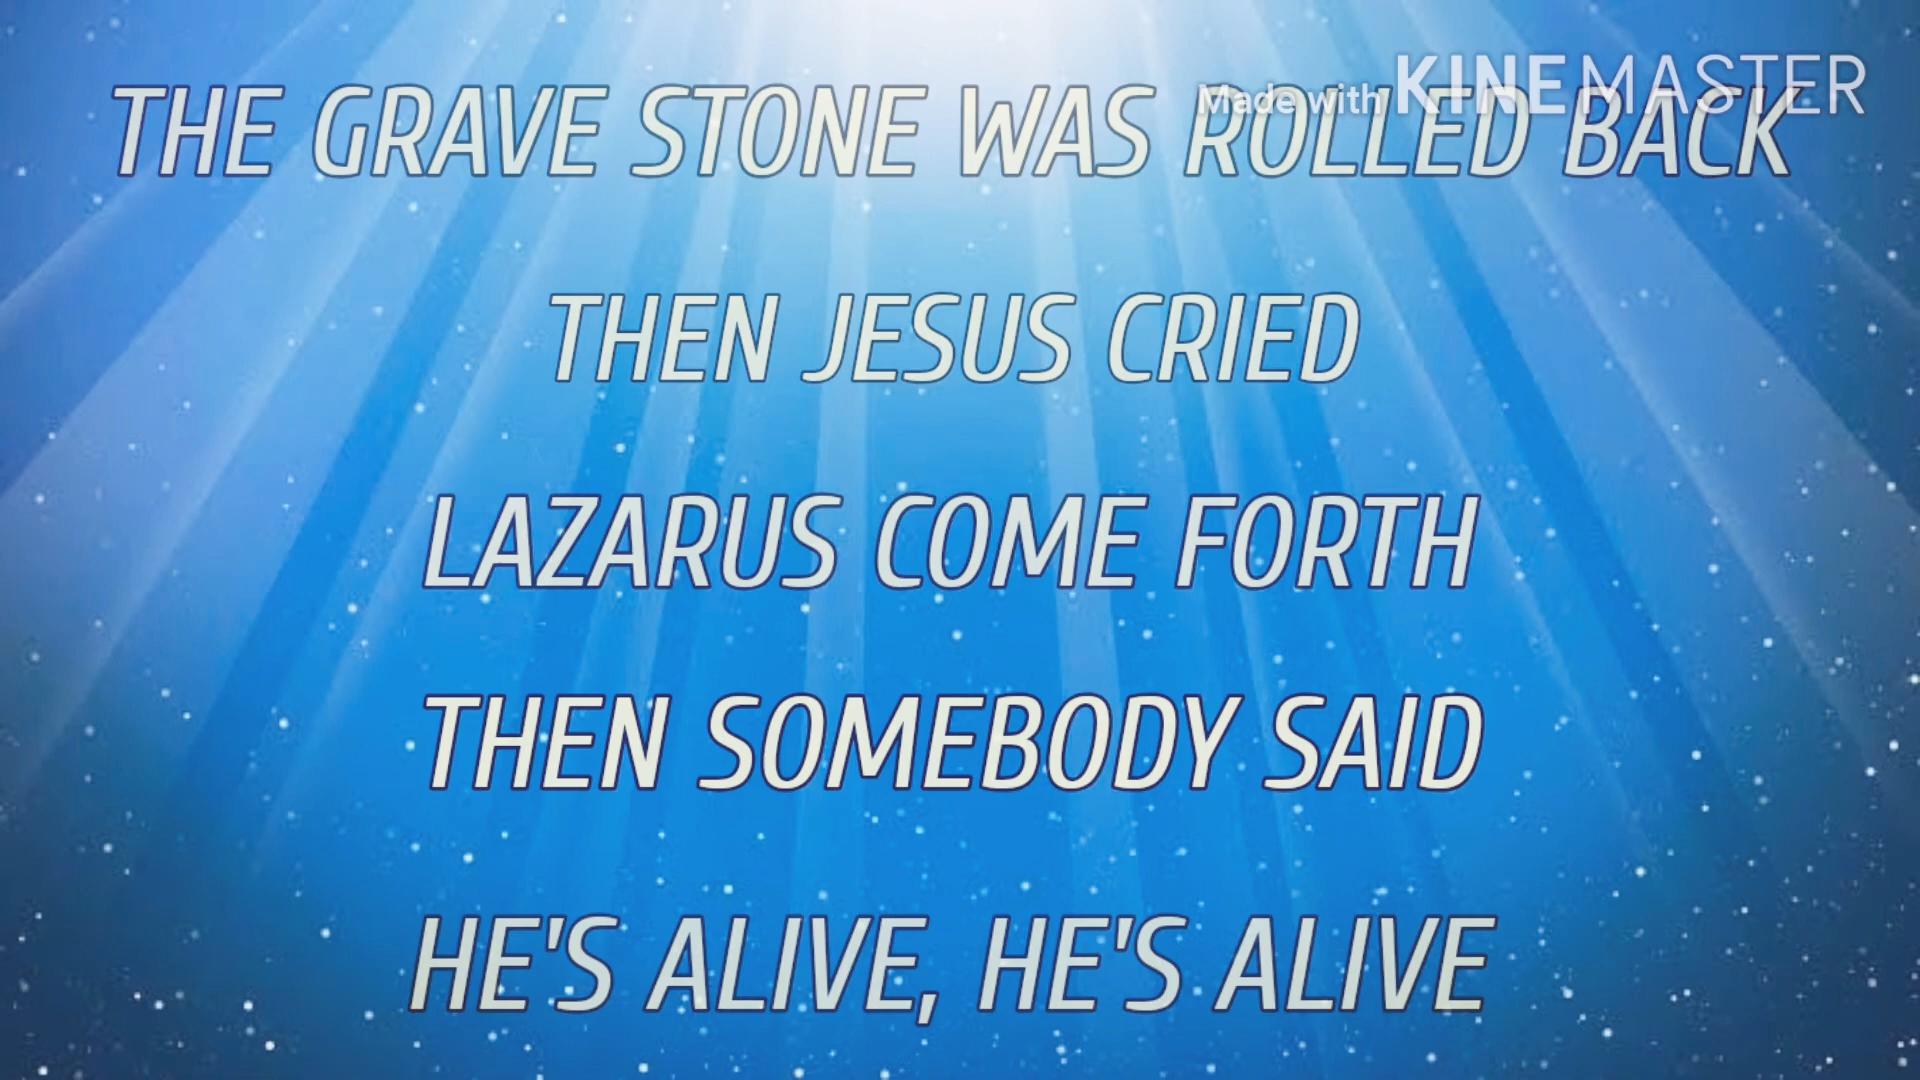 Made with KINEMASTER
THE GRAVE STONE WAS ROLLED BACK
THEN JESUS CRIED
LAZARUS COME FORTH
THEN SOMEBODY SAID
HE'S ALIVE, HE'S ALIVE